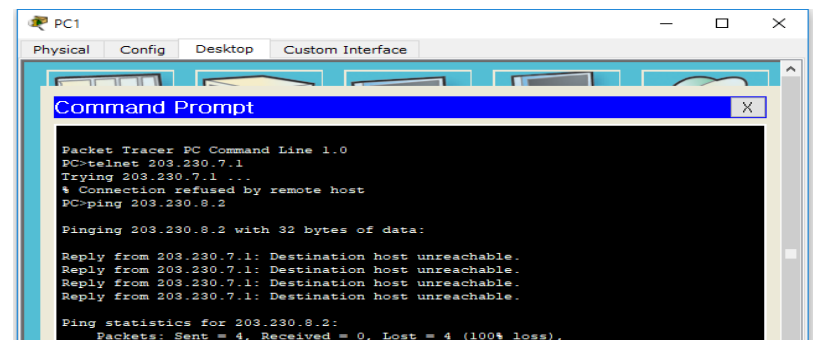 PC1
Physical Config Desktop Custom Interface
Command Prompt
X
Packet Tracer PC Command Line 1.0
PC>telnet 203.230.7.1
Trying 203.230.7.1 ...
% Connection refused by remote host
PC>ping 203.230.8.2
Pinging 203.230.8.2 with 32 bytes of data:
Reply from 203.230.7.1: Destination host unreachable.
Reply from 203.230.7.1: Destination host unreachable.
Reply from 203.230.7.1: Destination host unreachable.
Reply from 203.230.7.1: Destination host unreachable.
Ping statistics for 203.230.8.2:
Packets: Sent = 4, Received = 0, Lost = 4 (100% loss),